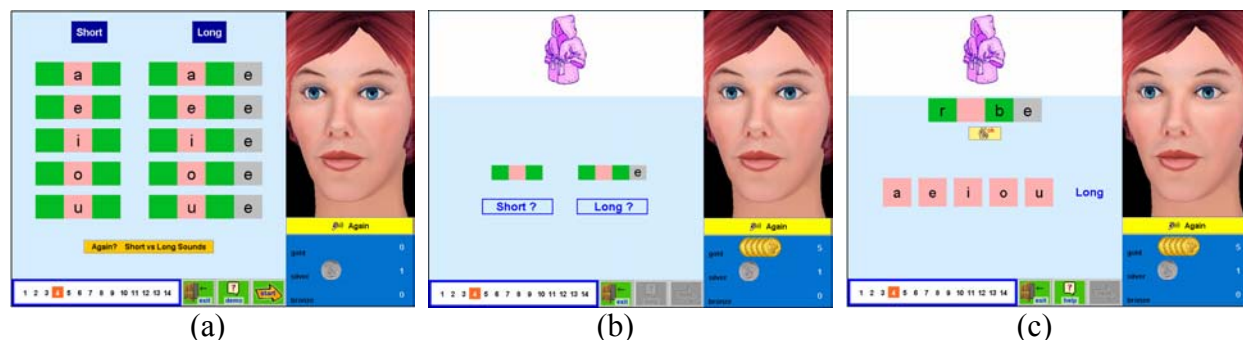 Short Long
a a e
e e e
i i e
o o e
u u e
Again? Short vs Long Sounds
Again
gold 0
silver 1
bronze 0
1 2 3 4 5 6 7 8 9 10 11 12 13 14
exit
? demo
Start
(a)
e
Short ? Long ?
Again
gold 5
silver 1
bronze 0
1 2 3 4 5 6 7 8 9 10 11 12 13 14
exit
(b)
r b e
a e i o u Long
Again
gold 5
silver 1
bronze 0
1 2 3 4 5 6 7 8 9 10 11 12 13 14
exit
? help
(c)